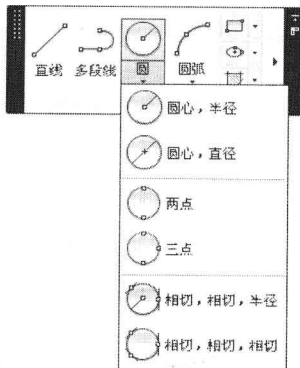 直线 多段线 圆 圆弧
圆心，半径
圆心，直径
两点
三点
相切，相切，半径
相切，相切，相切